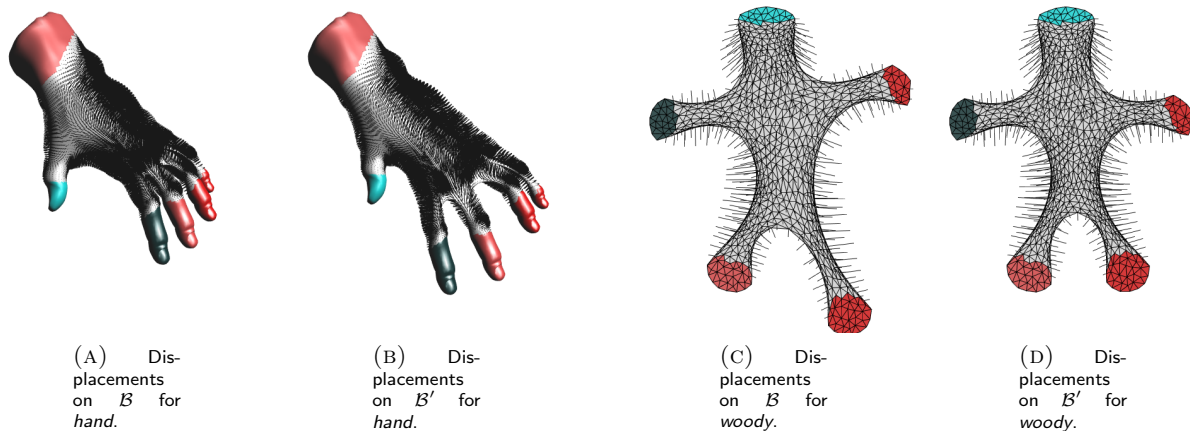 (A) Dis-
placements
on B for
hand.
(B) Dis-
placements
on B′ for
hand.
(C) Dis-
placements
on B for
woody.
(D) Dis-
placements
on B′ for
woody.